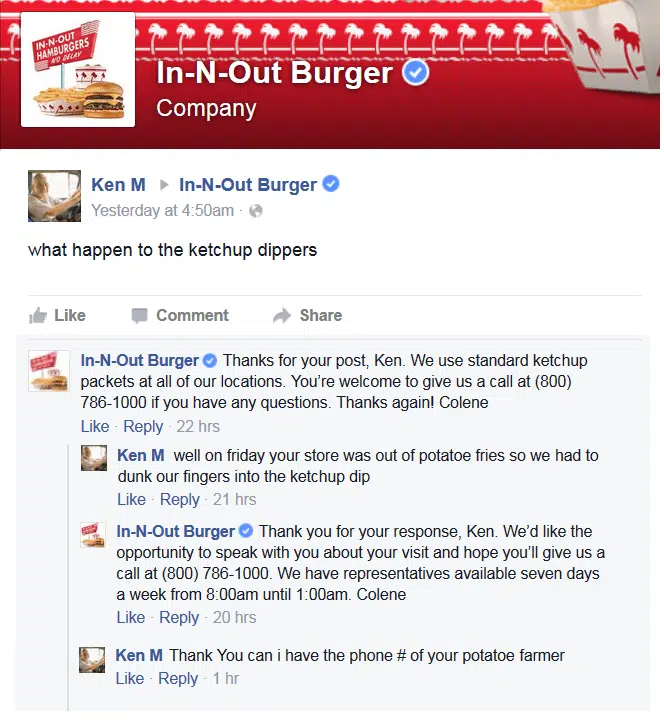 IN-N-OUT
HAMBURGERS
NO DELAY
In-N-Out Burger
Company
Ken M ▸ In-N-Out Burger
Yesterday at 4:50am ·
what happen to the ketchup dippers
Like Comment Share
In-N-Out Burger Thanks for your post, Ken. We use standard ketchup
packets at all of our locations. You're welcome to give us a call at (800)
786-1000 if you have any questions. Thanks again! Colene
Like · Reply · 22 hrs
Ken M well on friday your store was out of potatoe fries so we had to
dunk our fingers into the ketchup dip
Like · Reply · 21 hrs
In-N-Out Burger Thank you for your response, Ken. We'd like the
opportunity to speak with you about your visit and hope you'll give us a
call at (800) 786-1000. We have representatives available seven days
a week from 8:00am until 1:00am. Colene
Like · Reply · 20 hrs
Ken M Thank You can i have the phone # of your potatoe farmer
Like · Reply · 1 hr